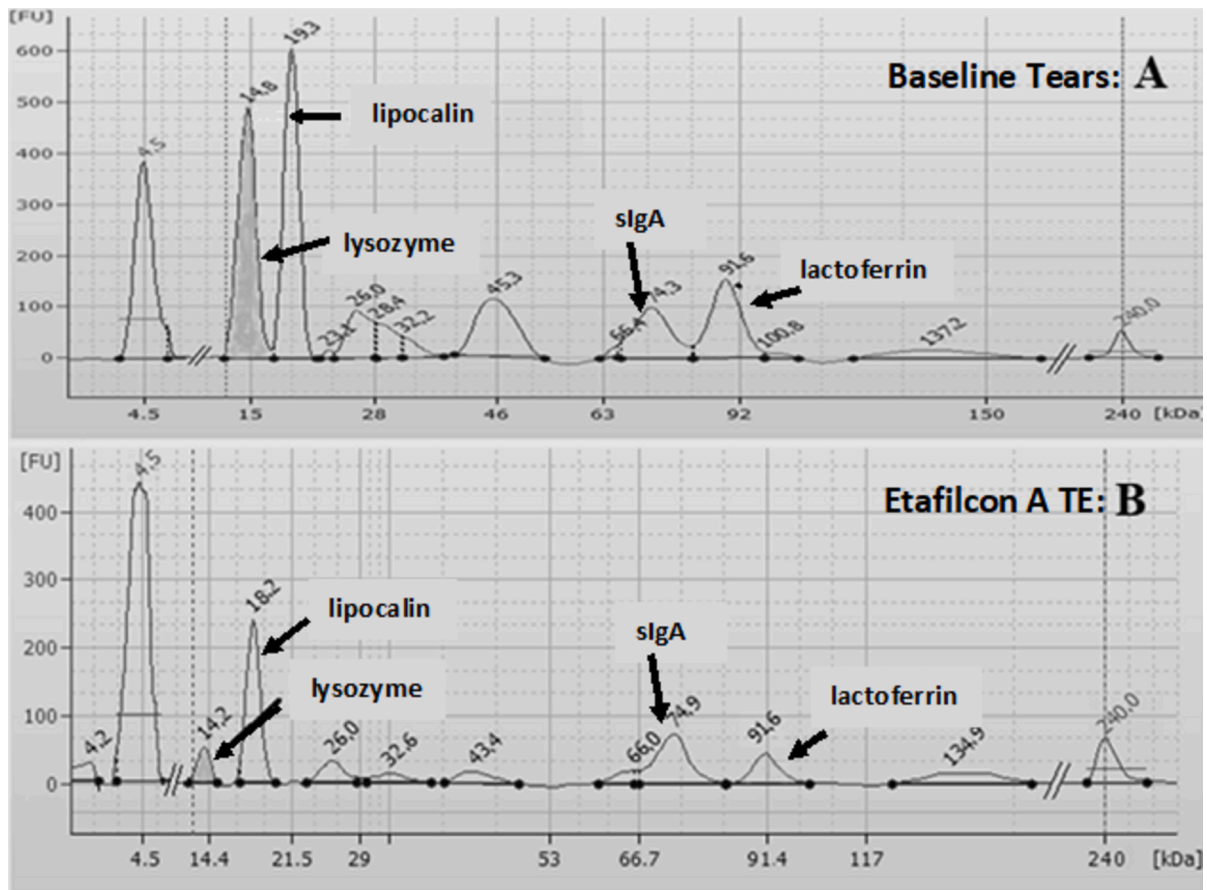 [FU]
600
500
400
300
200
100
0
4.5
14.8
19.3
23.1
26.0
28.4
32.2
45.3
66.4
74.3
91.6
100.8
137.2
240.0
Baseline Tears: A
lipocalin
lysozyme
sIgA
lactoferrin
4.5 15 28 46 63 92 150 240 [kDa]
[FU]
400
300
200
100
0
4,2
4,5
14,2
18,2
26,0
32,6
43,4
66,0
74,9
91,6
134,9
240,0
Etafilcon A TE: B
lipocalin
lysozyme
sIgA
lactoferrin
4.5 14.4 21.5 29 53 66.7 91.4 117 240 [kDa]